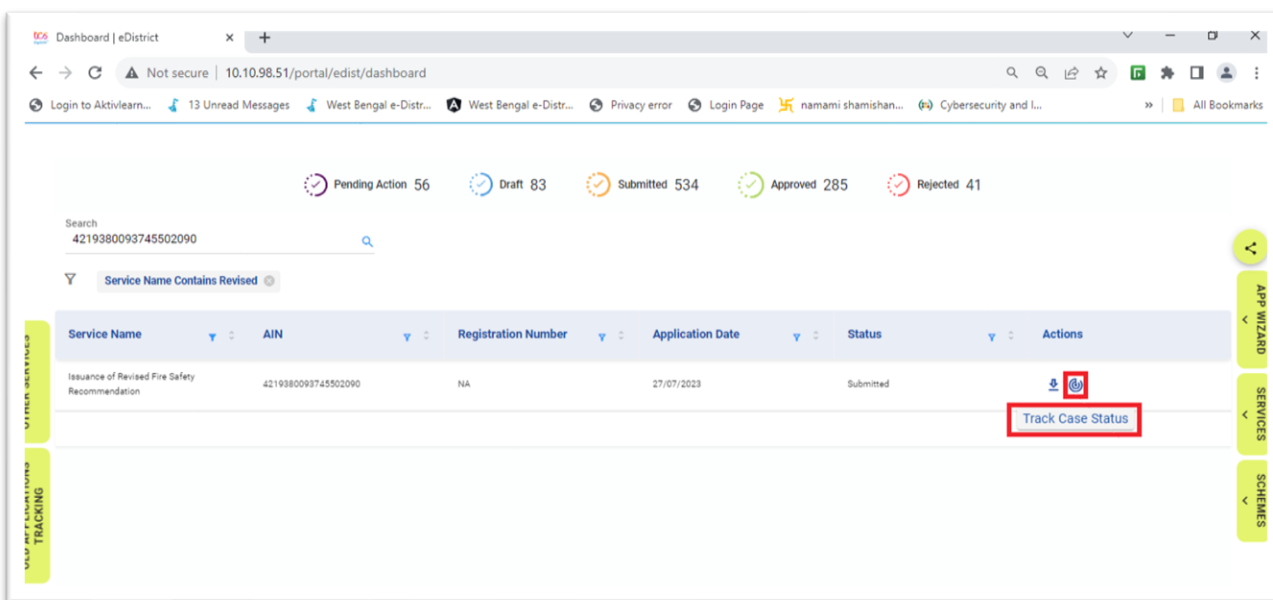 Dashboard | eDistrict
Not secure | 10.10.98.51/portal/edist/dashboard
Login to Aktivlearn... 13 Unread Messages West Bengal e-Distr... West Bengal e-Distr... Privacy error Login Page namami shamishan... Cybersecurity and I... » All Bookmarks
Pending Action 56 Draft 83 Submitted 534 Approved 285 Rejected 41
Search
4219380093745502090
Service Name Contains Revised
Service Name AIN Registration Number Application Date Status Actions
Issuance of Revised Fire Safety
Recommendation
4219380093745502090 NA 27/07/2023 Submitted
Track Case Status
OTHER SERVICES
OLD APPLICATIONS
TRACKING
APP WIZARD
SERVICES
SCHEMES